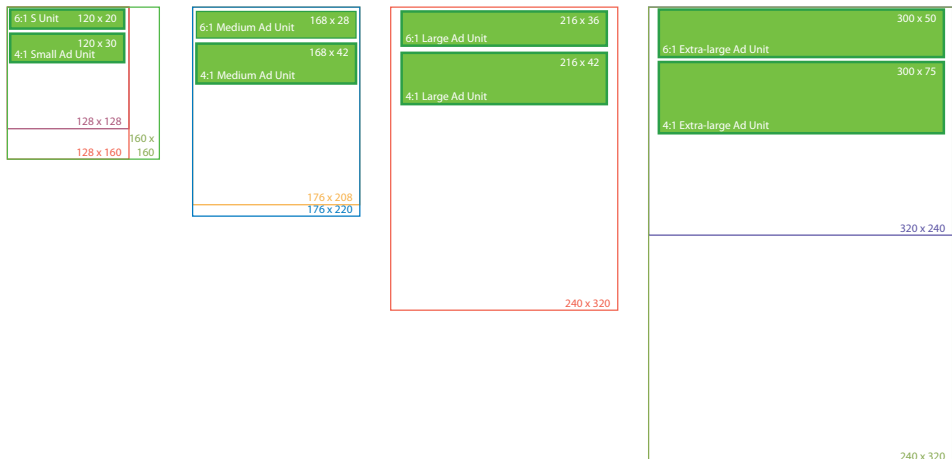 6:1 S Unit 120 x 20
120 x 30
4:1 Small Ad Unit
128 x 128
160 x
160
128 x 160
168 x 28
6:1 Medium Ad Unit
168 x 42
4:1 Medium Ad Unit
176 x 208
176 x 220
216 x 36
6:1 Large Ad Unit
216 x 42
4:1 Large Ad Unit
240 x 320
300 x 50
6:1 Extra-large Ad Unit
300 x 75
4:1 Extra-large Ad Unit
320 x 240
240 x 320